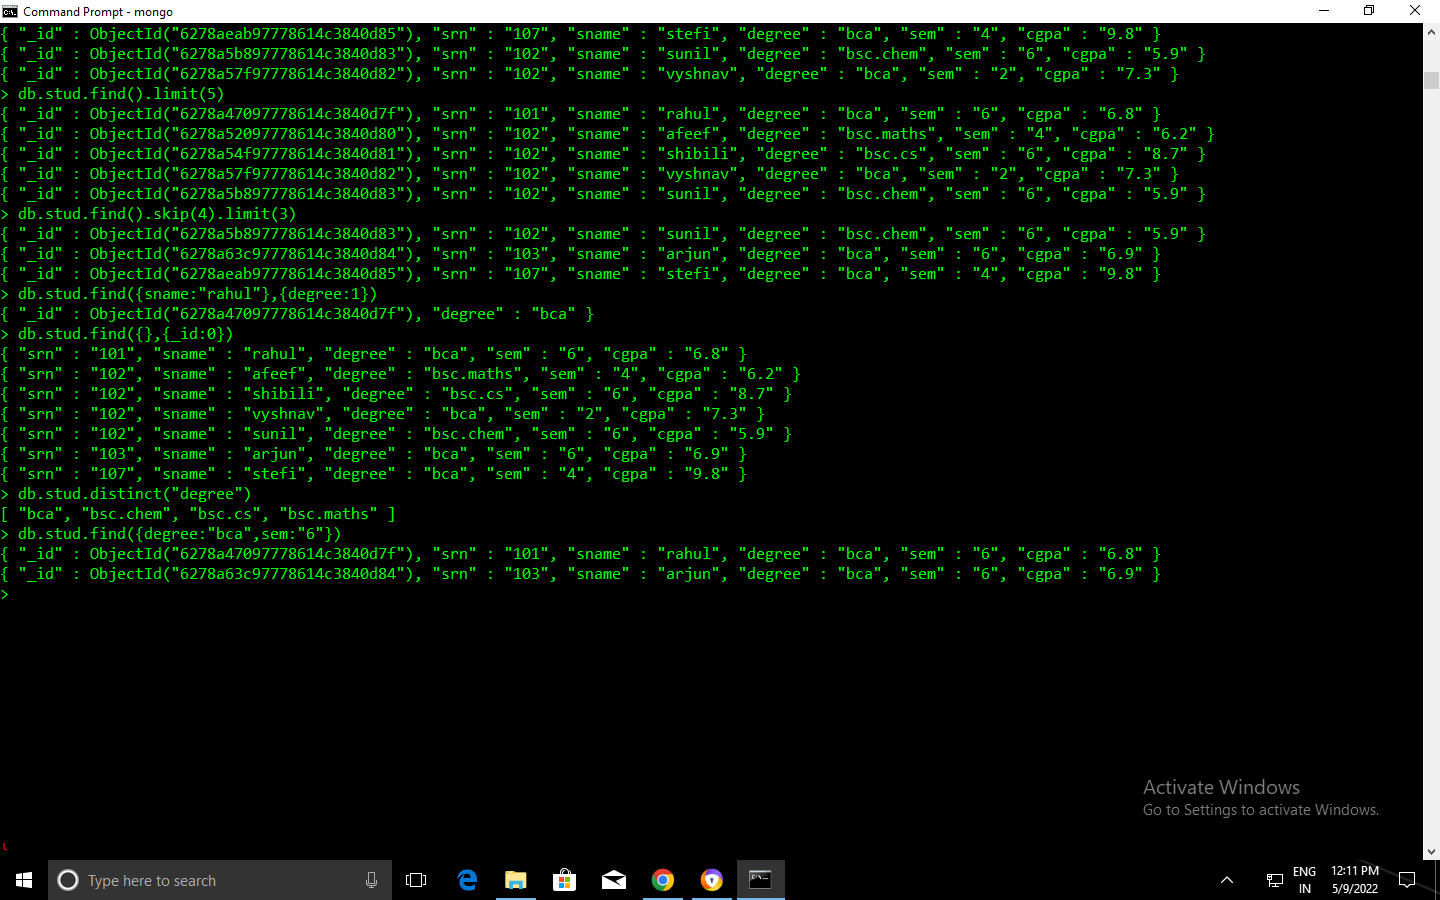 Command Prompt - mongo
{ "_id" : ObjectId("6278aeab97778614c3840d85"), "srn" : "107", "sname" : "stefi", "degree" : "bca", "sem" : "4", "cgpa" : "9.8" }
{ "_id" : ObjectId("6278a5b897778614c3840d83"), "srn" : "102", "sname" : "sunil", "degree" : "bsc.chem", "sem" : "6", "cgpa" : "5.9" }
{ "_id" : ObjectId("6278a57f97778614c3840d82"), "srn" : "102", "sname" : "vyshnav", "degree" : "bca", "sem" : "2", "cgpa" : "7.3" }
> db.stud.find().limit(5)
{ "_id" : ObjectId("6278a47097778614c3840d7f"), "srn" : "101", "sname" : "rahul", "degree" : "bca", "sem" : "6", "cgpa" : "6.8" }
{ "_id" : ObjectId("6278a52097778614c3840d80"), "srn" : "102", "sname" : "afeef", "degree" : "bsc.maths", "sem" : "4", "cgpa" : "6.2" }
{ "_id" : ObjectId("6278a54f97778614c3840d81"), "srn" : "102", "sname" : "shibili", "degree" : "bsc.cs", "sem" : "6", "cgpa" : "8.7" }
{ "_id" : ObjectId("6278a57f97778614c3840d82"), "srn" : "102", "sname" : "vyshnav", "degree" : "bca", "sem" : "2", "cgpa" : "7.3" }
{ "_id" : ObjectId("6278a5b897778614c3840d83"), "srn" : "102", "sname" : "sunil", "degree" : "bsc.chem", "sem" : "6", "cgpa" : "5.9" }
> db.stud.find().skip(4).limit(3)
{ "_id" : ObjectId("6278a5b897778614c3840d83"), "srn" : "102", "sname" : "sunil", "degree" : "bsc.chem", "sem" : "6", "cgpa" : "5.9" }
{ "_id" : ObjectId("6278a63c97778614c3840d84"), "srn" : "103", "sname" : "arjun", "degree" : "bca", "sem" : "6", "cgpa" : "6.9" }
{ "_id" : ObjectId("6278aeab97778614c3840d85"), "srn" : "107", "sname" : "stefi", "degree" : "bca", "sem" : "4", "cgpa" : "9.8" }
> db.stud.find({sname:"rahul"},{degree:1})
{ "_id" : ObjectId("6278a47097778614c3840d7f"), "degree" : "bca" }
> db.stud.find({},{_id:0})
{ "srn" : "101", "sname" : "rahul", "degree" : "bca", "sem" : "6", "cgpa" : "6.8" }
{ "srn" : "102", "sname" : "afeef", "degree" : "bsc.maths", "sem" : "4", "cgpa" : "6.2" }
{ "srn" : "102", "sname" : "shibili", "degree" : "bsc.cs", "sem" : "6", "cgpa" : "8.7" }
{ "srn" : "102", "sname" : "vyshnav", "degree" : "bca", "sem" : "2", "cgpa" : "7.3" }
{ "srn" : "102", "sname" : "sunil", "degree" : "bsc.chem", "sem" : "6", "cgpa" : "5.9" }
{ "srn" : "103", "sname" : "arjun", "degree" : "bca", "sem" : "6", "cgpa" : "6.9" }
{ "srn" : "107", "sname" : "stefi", "degree" : "bca", "sem" : "4", "cgpa" : "9.8" }
> db.stud.distinct("degree")
[ "bca", "bsc.chem", "bsc.cs", "bsc.maths" ]
> db.stud.find({degree:"bca",sem:"6"})
{ "_id" : ObjectId("6278a47097778614c3840d7f"), "srn" : "101", "sname" : "rahul", "degree" : "bca", "sem" : "6", "cgpa" : "6.8" }
{ "_id" : ObjectId("6278a63c97778614c3840d84"), "srn" : "103", "sname" : "arjun", "degree" : "bca", "sem" : "6", "cgpa" : "6.9" }
>
Activate Windows
Go to Settings to activate Windows.
Type here to search
ENG
IN
12:11 PM
5/9/2022